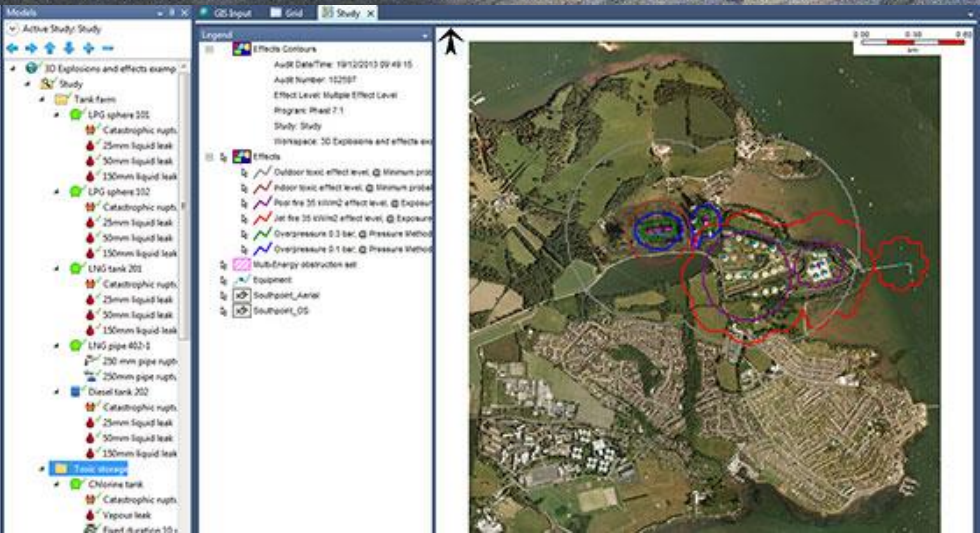 Models
Active Study: Study
3D Explosions and effects examp
Study
Tank farm
LPG sphere 101
Catastrophic ruptu
25mm liquid leak
50mm liquid leak
150mm liquid leak
LPG sphere 102
Catastrophic ruptu
25mm liquid leak
50mm liquid leak
150mm liquid leak
LNG tank 201
Catastrophic ruptu
25mm liquid leak
50mm liquid leak
150mm liquid leak
LNG pipe 402-1
250 mm pipe ruptu
250mm pipe ruptu
Diesel tank 202
Catastrophic ruptu
25mm liquid leak
50mm liquid leak
150mm liquid leak
Toxic storage
Chlorine tank
Catastrophic ruptu
Vapour leak
Fixed duration 10
GIS Input Grid Study
Legend
Effects Contours
Audit Date/Time: 19/12/2013 09:49:15
Audit Number: 102597
Effect Level: Multiple Effect Level
Program: Phast 7.1
Study: Study
Workspace: 3D Explosions and effects exa
Effects
Outdoor toxic effect level, @ Minimum probab
Indoor toxic effect level, @ Minimum probab
Pool fire 35 kW/m2 effect level, @ Exposure
Jet fire 35 kW/m2 effect level, @ Exposure
Overpressure 0.3 bar, @ Pressure Method
Overpressure 0.1 bar, @ Pressure Method
Multi-Energy obstruction set
Equipment
Southpoint_Aerial
Southpoint_OS
0.00 0.30 0.60
km